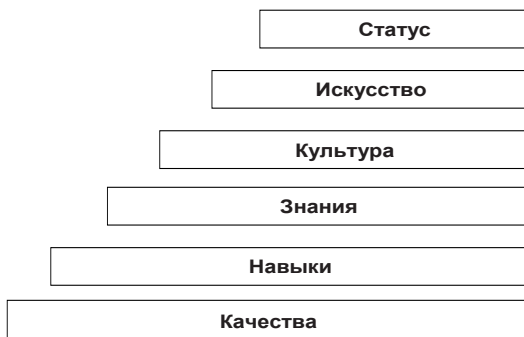 Статус
Искусство
Культура
Знания
Навыки
Качества